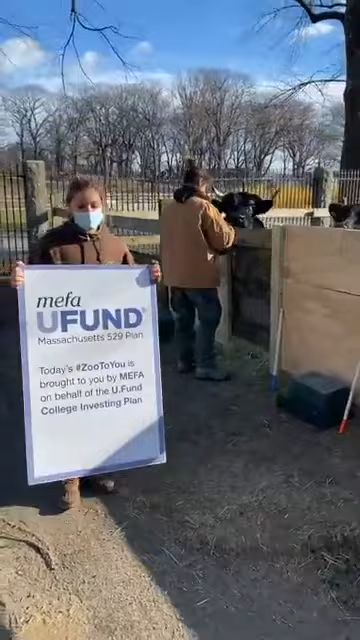 mefa
UFUND®
Massachusetts 529 Plan
Today's #ZooToYou is
brought to you by MEFA
on behalf of the U.Fund
College Investing Plan